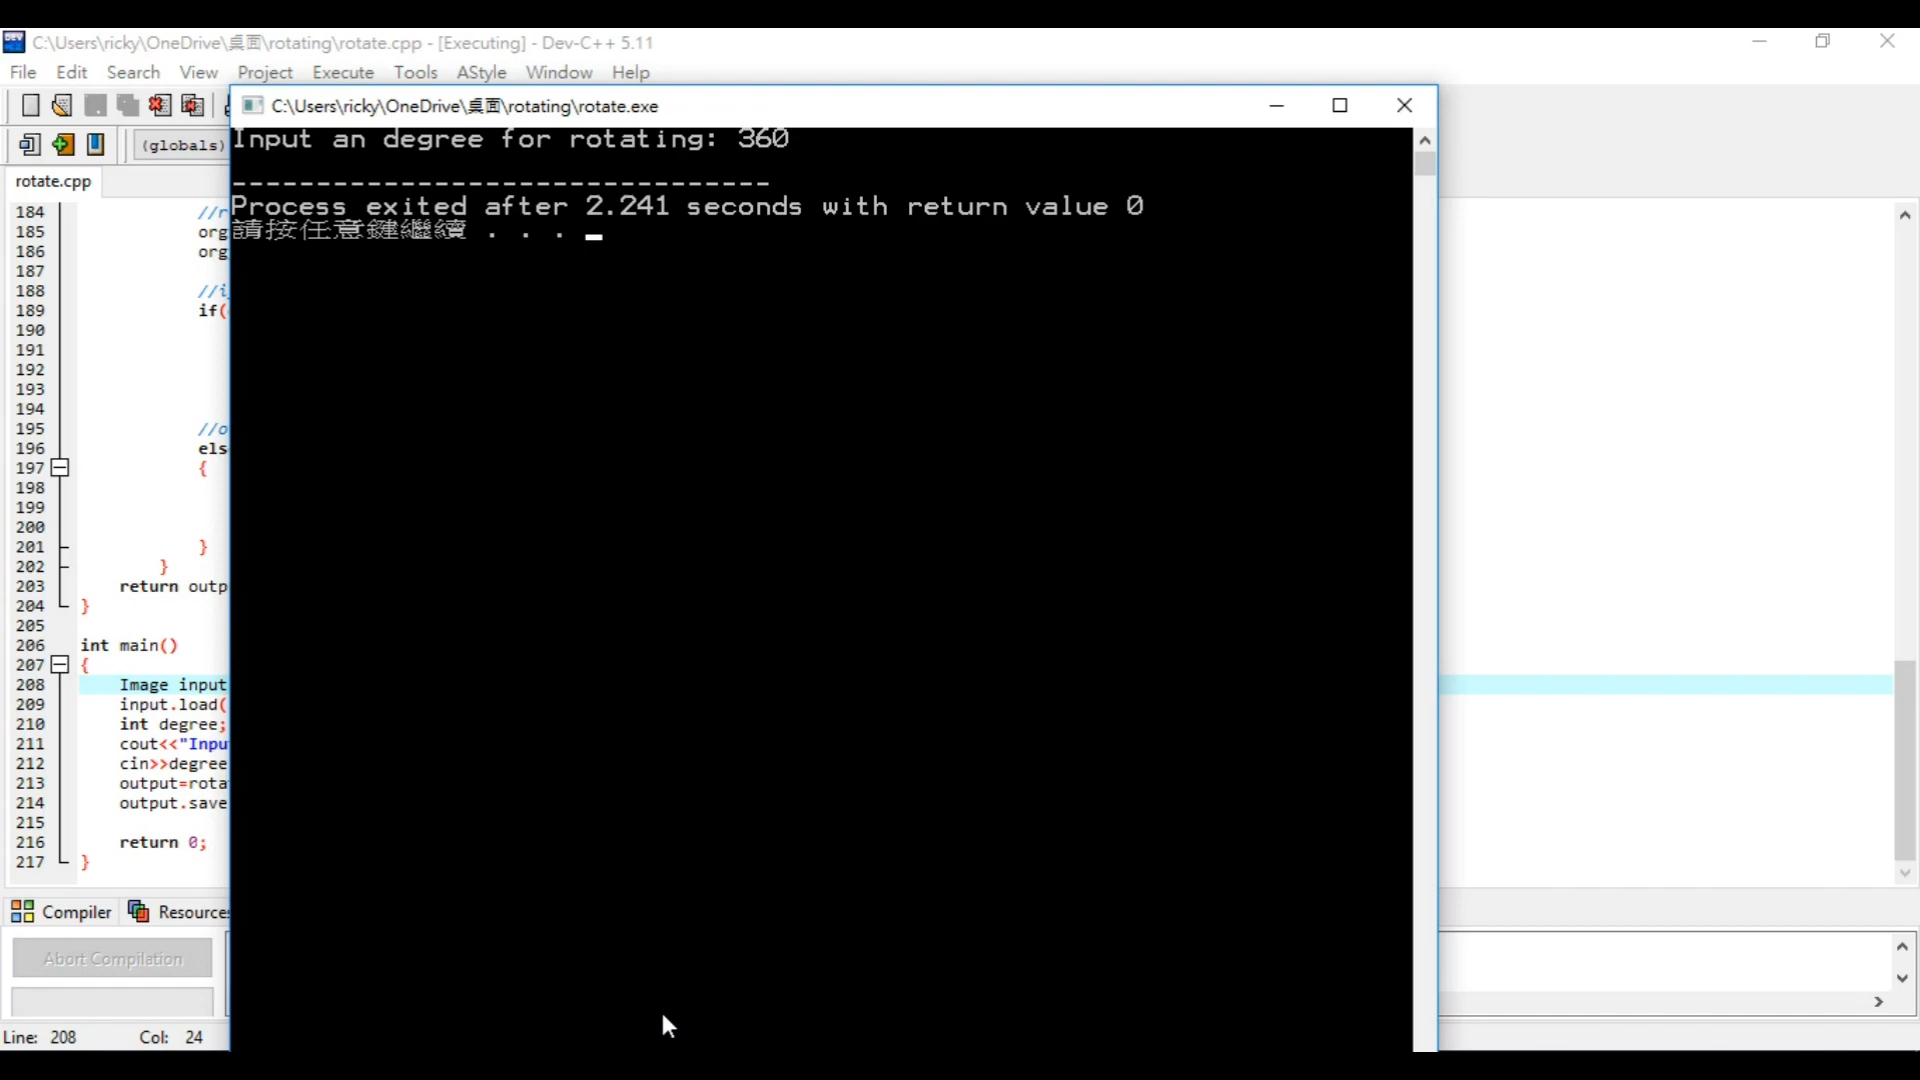 C:\Users\ricky\OneDrive\桌面\rotating\rotate.cpp - [Executing] - Dev-C++ 5.11
File Edit Search View Project Execute Tools AStyle Window Help
C:\Users\ricky\OneDrive\桌面\rotating\rotate.exe
(globals)
Input an degree for rotating: 360
--------------------------------
Process exited after 2.241 seconds with return value 0
請按任意鍵繼續 . . .
rotate.cpp
184 //r
185 org
186 org
187
188 //i
189 if(
190
191
192
193
194
195 //o
196 els
197 {
198
199
200
201 }
202 }
203 return outp
204 }
205
206 int main()
207 {
208 Image input
209 input.load(
210 int degree;
211 cout<<"Inpu
212 cin>>degree
213 output=rota
214 output.save
215
216 return 0;
217 }
Compiler Resources
Abort Compilation
Line: 208 Col: 24